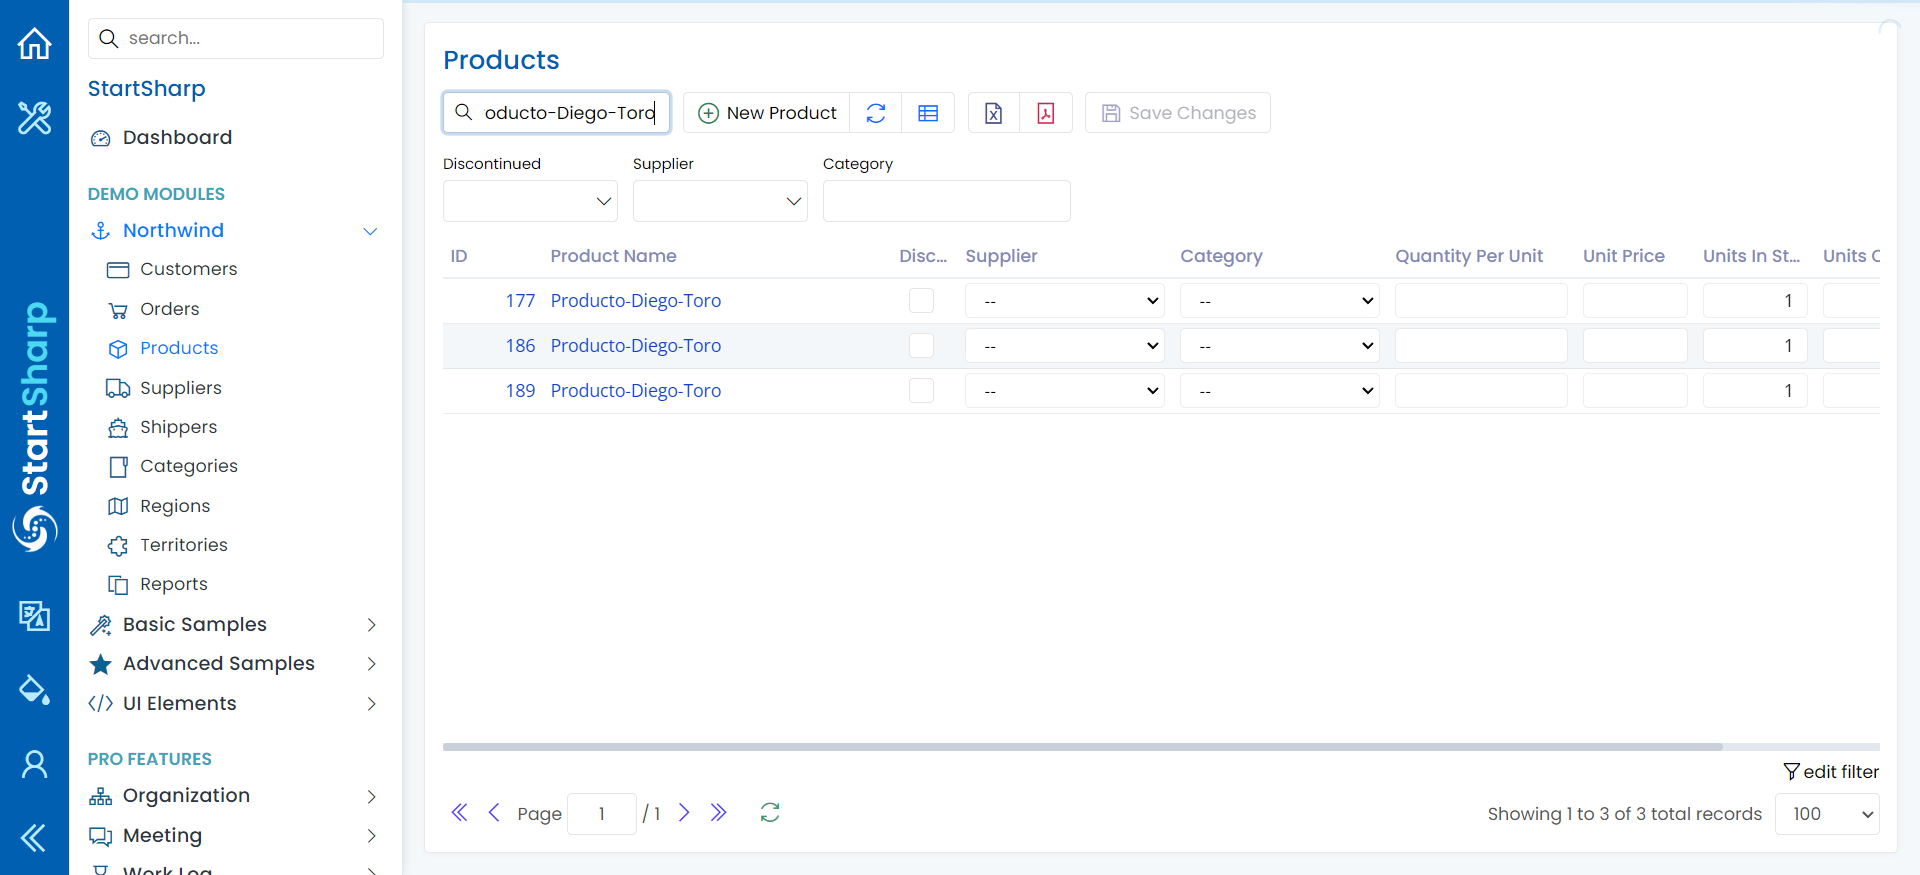 search...
StartSharp
Dashboard
DEMO MODULES
Northwind
Customers
Orders
Products
Suppliers
Shippers
Categories
Regions
Territories
Reports
Basic Samples
Advanced Samples
UI Elements
PRO FEATURES
Organization
Meeting
Work Log
StartSharp
Products
oducto-Diego-Toro
New Product
Save Changes
Discontinued Supplier Category
ID Product Name Disc... Supplier Category Quantity Per Unit Unit Price Units In St... Units O
177 Producto-Diego-Toro -- -- 1
186 Producto-Diego-Toro -- -- 1
189 Producto-Diego-Toro -- -- 1
edit filter
Page 1 / 1
Showing 1 to 3 of 3 total records 100